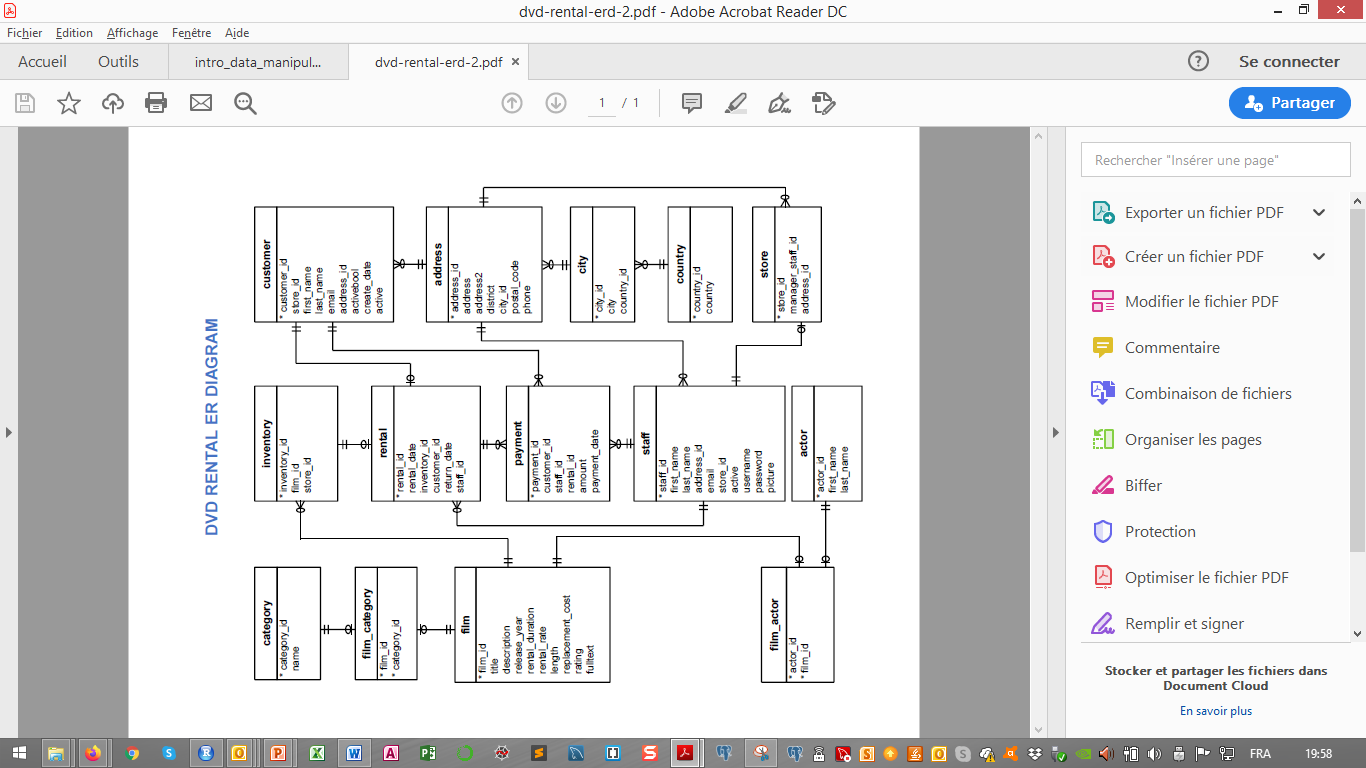 dvd-rental-erd-2.pdf - Adobe Acrobat Reader DC
Fichier Edition Affichage Fenêtre Aide
Accueil Outils intro_data_manipul... dvd-rental-erd-2.pdf × Se connecter
1 / 1 Partager
DVD RENTAL ER DIAGRAM
customer
* customer_id
store_id
first_name
last_name
email
address_id
activebool
create_date
active
address
* address_id
address
address2
district
city_id
postal_code
phone
city
* city_id
city
country_id
country
* country_id
country
store
* store_id
manager_staff_id
address_id
inventory
* inventory_id
film_id
store_id
rental
* rental_id
rental_date
inventory_id
customer_id
return_date
staff_id
payment
* payment_id
customer_id
staff_id
rental_id
amount
payment_date
staff
* staff_id
first_name
last_name
address_id
email
store_id
active
username
password
picture
actor
* actor_id
first_name
last_name
category
* category_id
name
film_category
* film_id
* category_id
film
* film_id
title
description
release_year
rental_duration
rental_rate
length
replacement_cost
rating
fulltext
film_actor
* actor_id
* film_id
Rechercher "Insérer une page"
Exporter un fichier PDF
Créer un fichier PDF
Modifier le fichier PDF
Commentaire
Combinaison de fichiers
Organiser les pages
Biffer
Protection
Optimiser le fichier PDF
Remplir et signer
Stocker et partager les fichiers dans
Document Cloud
En savoir plus
FRA 19:58